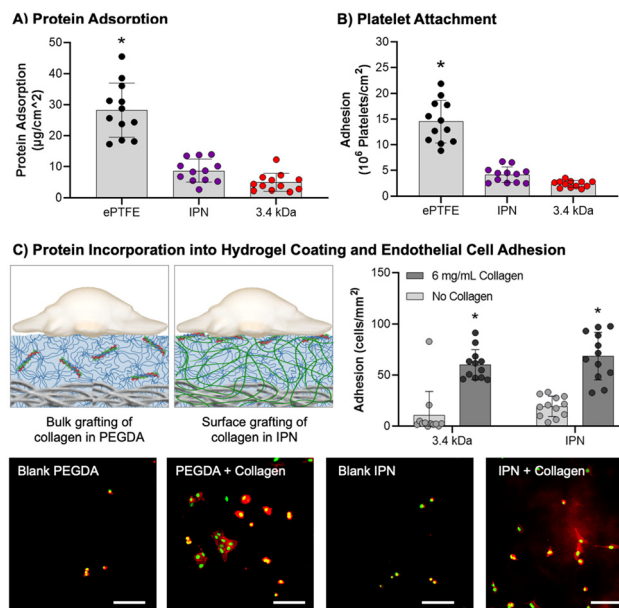 A) Protein Adsorption
Protein Adsorption
(μg/cm^2)
50
40
30
20
10
0
*
ePTFE
IPN
3.4 kDa
B) Platelet Attachment
Adhesion
(10⁶ Platelets/cm²)
30
25
20
15
10
5
0
*
ePTFE
IPN
3.4 kDa
C) Protein Incorporation into Hydrogel Coating and Endothelial Cell Adhesion
Bulk grafting of
collagen in PEGDA
Surface grafting of
collagen in IPN
Adhesion (cells/mm²)
150
100
50
0
6 mg/mL Collagen
No Collagen
*
*
3.4 kDa
IPN
Blank PEGDA
PEGDA + Collagen
Blank IPN
IPN + Collagen